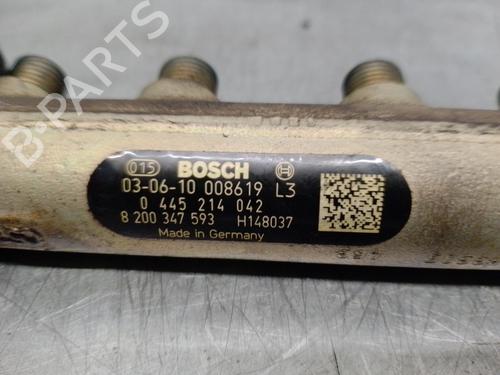 B-PARTS
015 BOSCH
03-06-10 008619 L3
0 445 214 042
8 200 347 593 H148037
Made in Germany